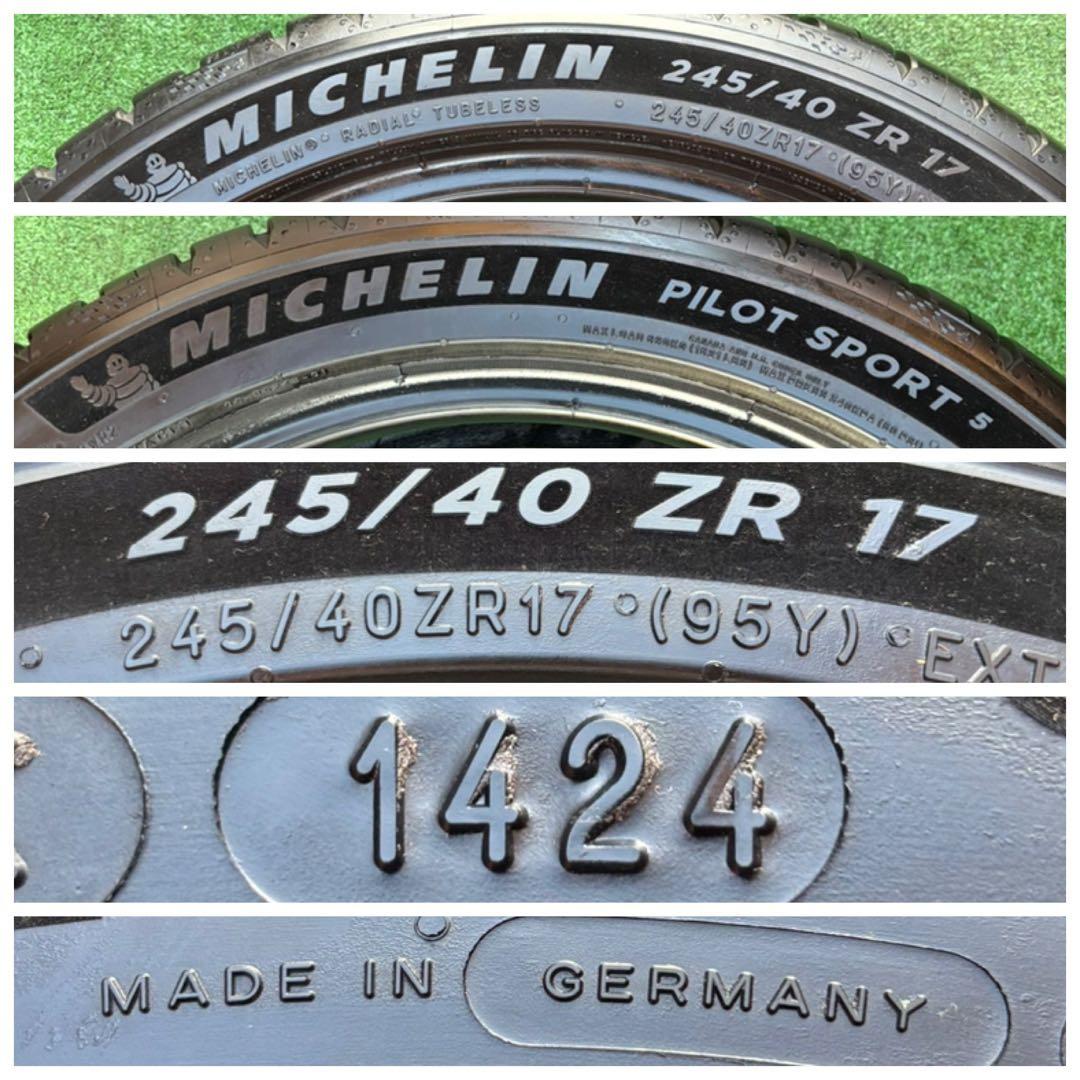 MICHELIN 245/40 ZR 17
MICHELIN® RADIAL TUBELESS 245/40ZR17 (95Y)
MICHELIN PILOT SPORT 5
245/40 ZR 17
245/40ZR17 (95Y) EXT
1424
MADE IN GERMANY